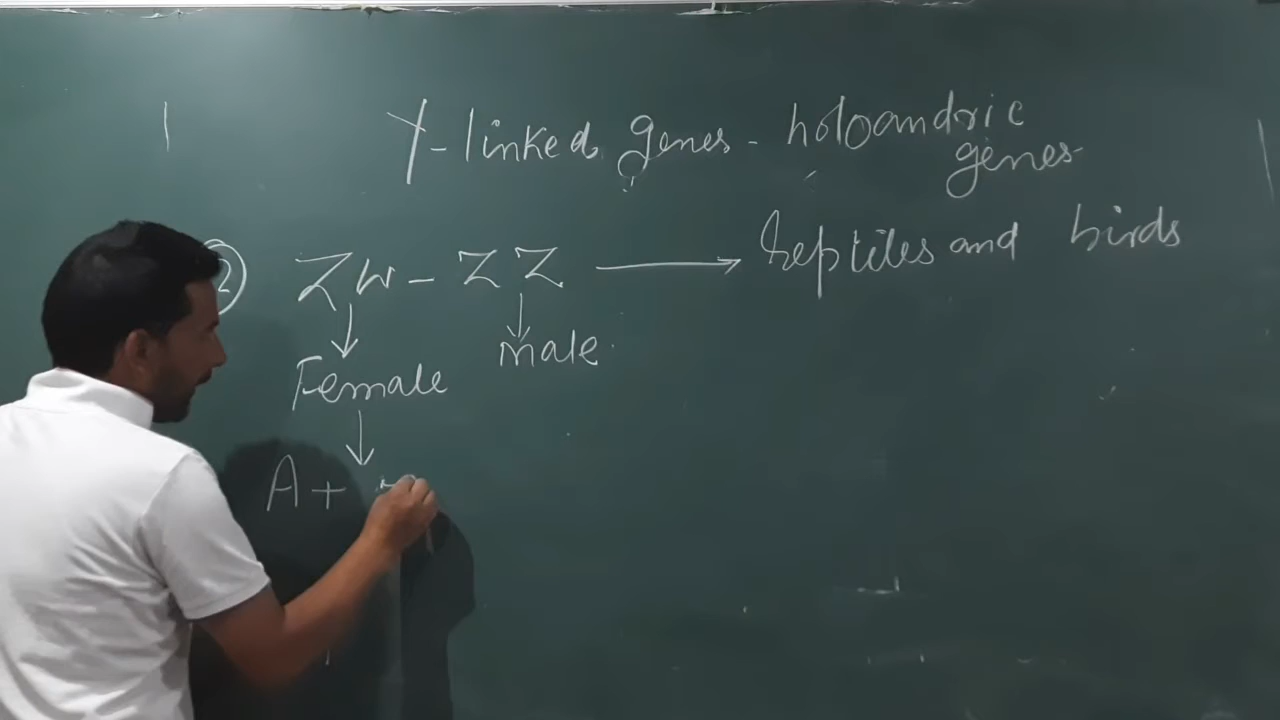 Y-linked genes - holoandric
genes
② ZW - ZZ → Reptiles and birds
↓ ↓
Female male
↓
A +